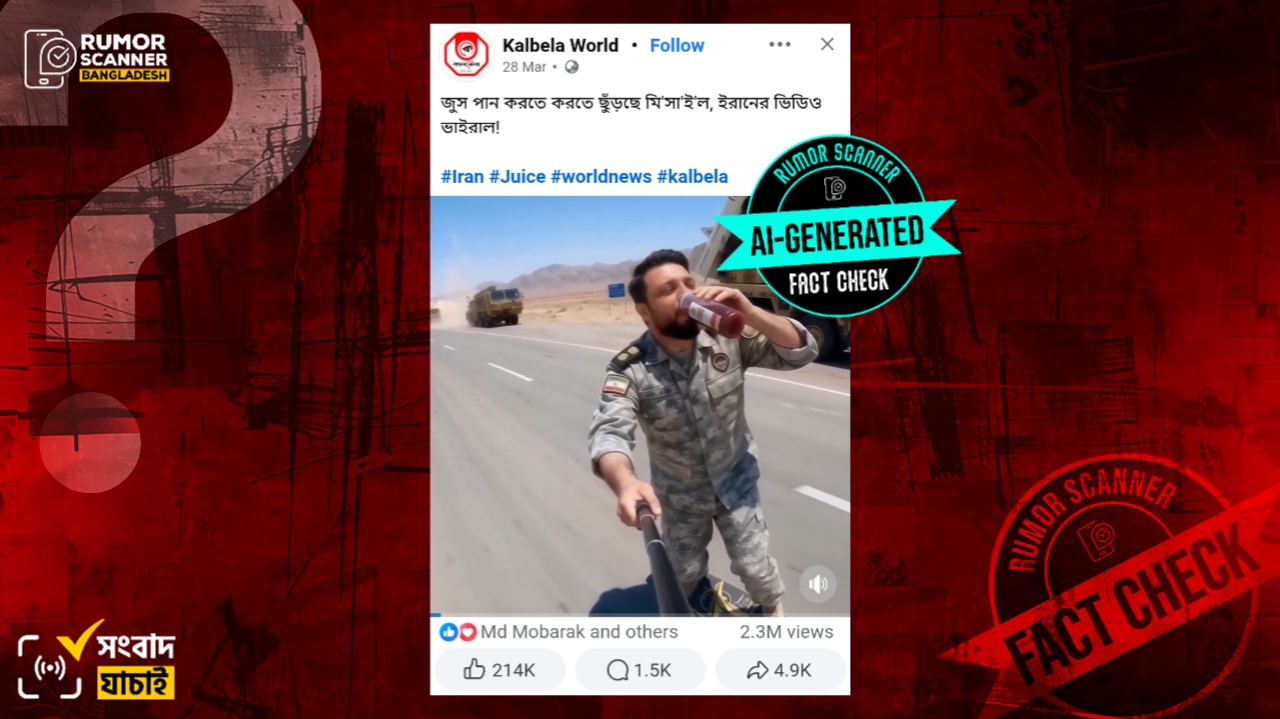 RUMOR
SCANNER
BANGLADESH
Kalbela World • Follow
28 Mar •
জুস পান করতে করতে ছুঁড়ছে মি'সা'ই'ল, ইরানের ভিডিও
ভাইরাল!
#Iran #Juice #worldnews #kalbela
RUMOR SCANNER
AI-GENERATED
FACT CHECK
Md Mobarak and others
2.3M views
214K
1.5K
4.9K
সংবাদ
যাচাই
RUMOR SCANNER
FACT CHECK